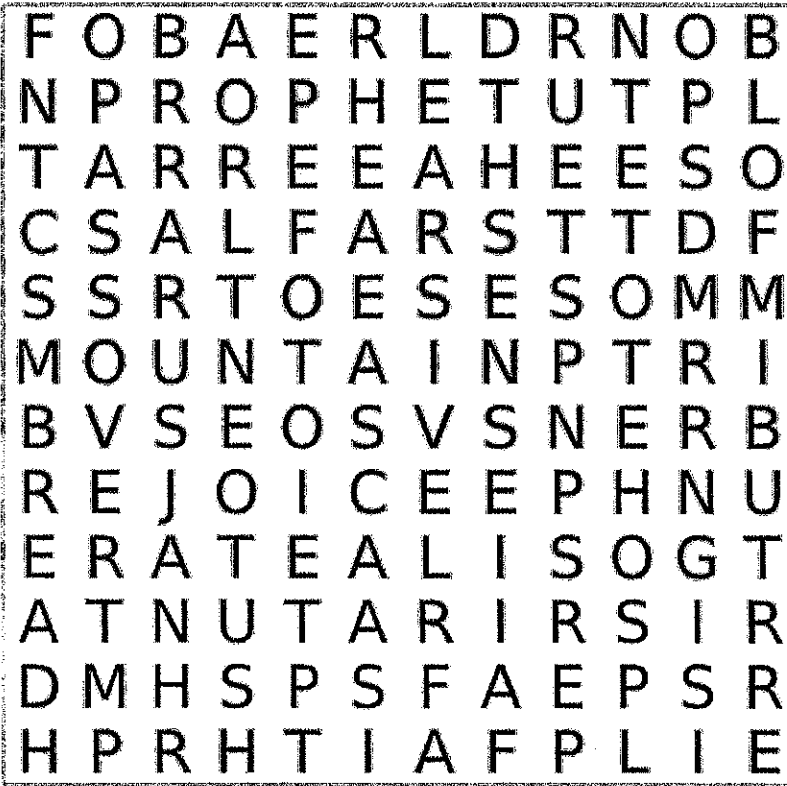 F O B A E R L D R N O B
N P R O P H E T U T P L
T A R R E E A H E E S O
C S A L F A R S T T D F
S S R T O E S E S O M M
M O U N T A I N P T R I
B V S E O S V S N E R B
R E J O I C E E P H N U
E R A T E A L I S O G T
A T N U T A R I R S I R
D M H S P S F A E P S R
H P R H T I A F P L I E